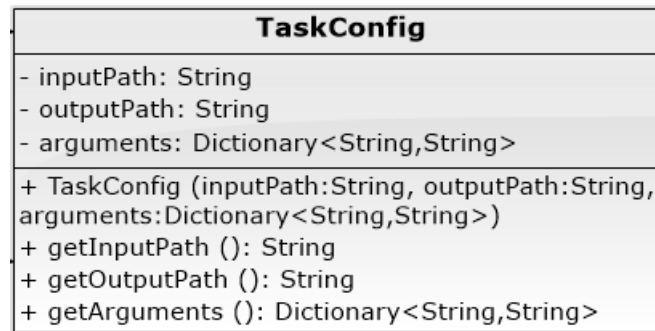 TaskConfig
- inputPath: String
- outputPath: String
- arguments: Dictionary<String,String>
+ TaskConfig (inputPath:String, outputPath:String,
arguments:Dictionary<String,String>)
+ getInputPath (): String
+ getOutputPath (): String
+ getArguments (): Dictionary<String,String>